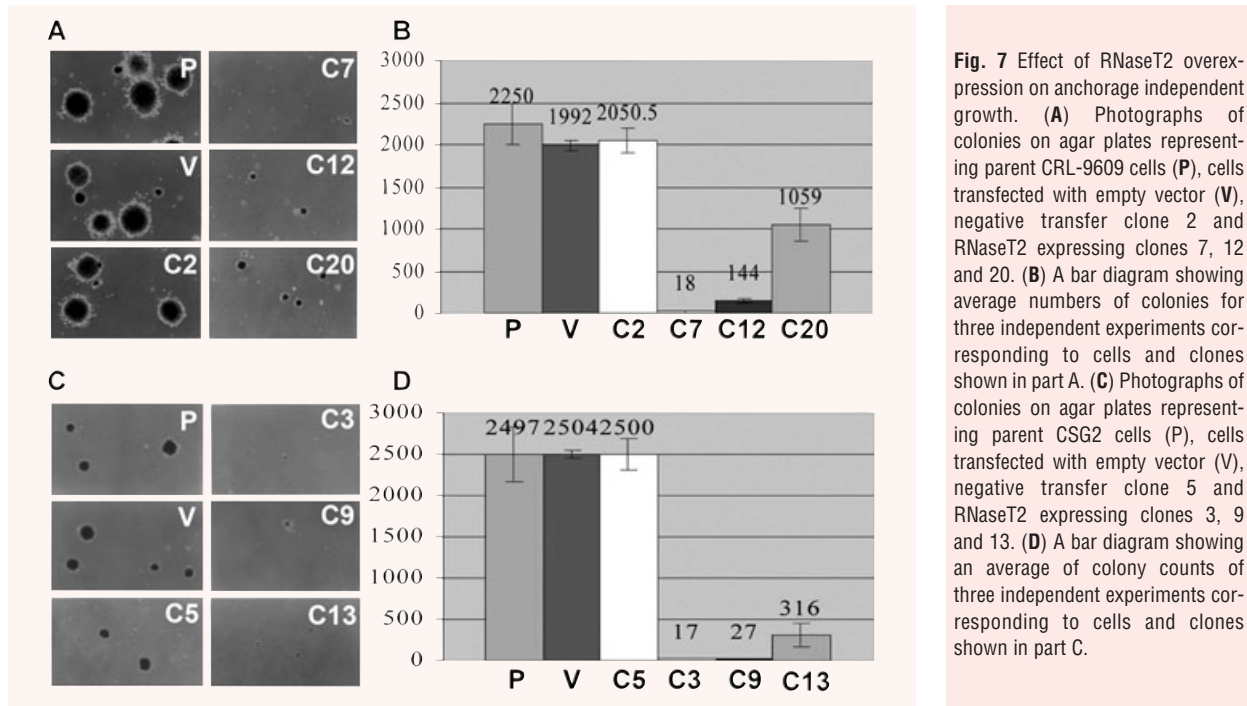 A
P
C7
V
C12
C2
C20
B
3000
2500
2000
1500
1000
500
0
2250
1992
2050.5
18
144
1059
P V C2 C7 C12 C20
C
P
C3
V
C9
C5
C13
D
3000
2500
2000
1500
1000
500
0
2497
2504
2500
17
27
316
P V C5 C3 C9 C13
Fig. 7 Effect of RNaseT2 overex-
pression on anchorage independent
growth. (A) Photographs of
colonies on agar plates represent-
ing parent CRL-9609 cells (P), cells
transfected with empty vector (V),
negative transfer clone 2 and
RNaseT2 expressing clones 7, 12
and 20. (B) A bar diagram showing
average numbers of colonies for
three independent experiments cor-
responding to cells and clones
shown in part A. (C) Photographs of
colonies on agar plates represent-
ing parent CSG2 cells (P), cells
transfected with empty vector (V),
negative transfer clone 5 and
RNaseT2 expressing clones 3, 9
and 13. (D) A bar diagram showing
an average of colony counts of
three independent experiments cor-
responding to cells and clones
shown in part C.